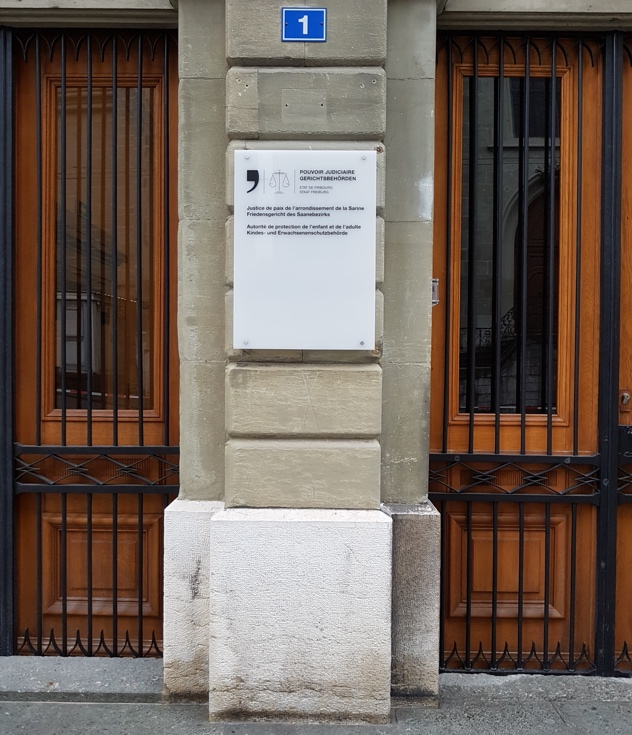 1
POUVOIR JUDICIAIRE
GERICHTSBEHÖRDEN
ETAT DE FRIBOURG
STAAT FREIBURG
Justice de paix de l'arrondissement de la Sarine
Friedensgericht des Saanebezirks
Autorité de protection de l'enfant et de l'adulte
Kindes- und Erwachsenenschutzbehörde